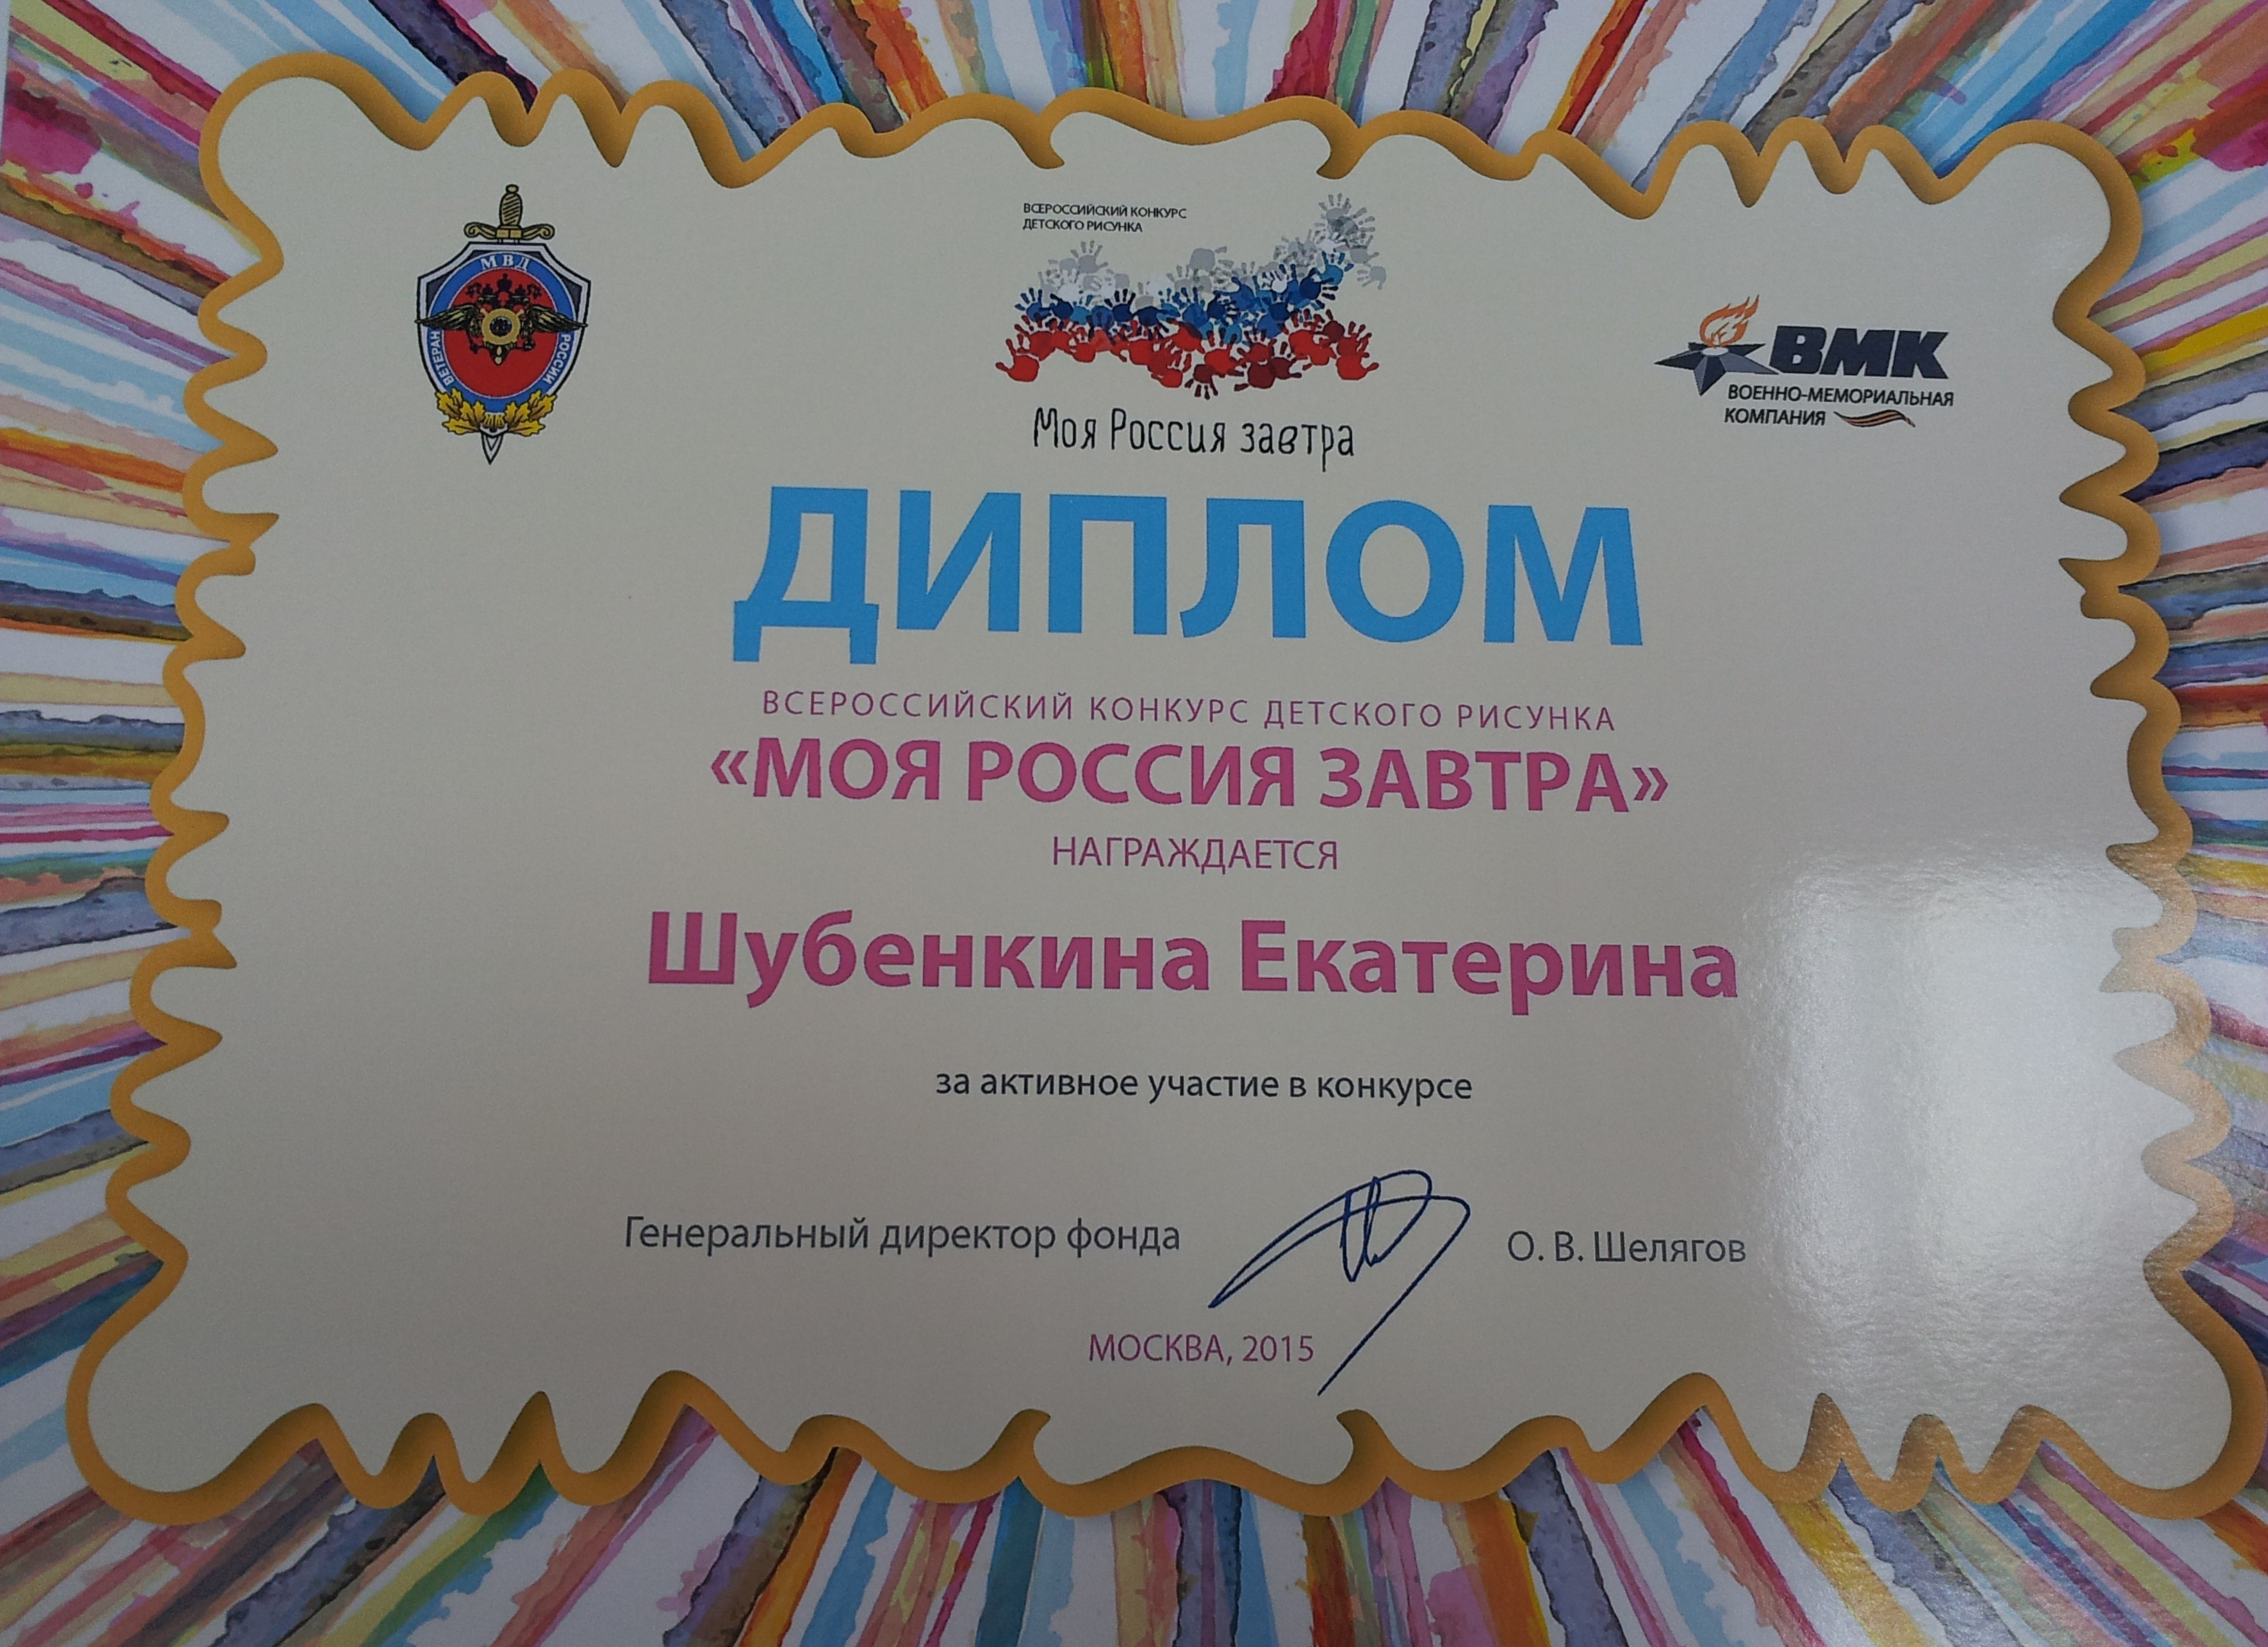 МВД
ВЕТЕРАН
РОССИИ
ВСЕРОССИЙСКИЙ КОНКУРС
ДЕТСКОГО РИСУНКА
Моя Россия завтра
ВМК
ВОЕННО-МЕМОРИАЛЬНАЯ
КОМПАНИЯ
ДИПЛОМ
ВСЕРОССИЙСКИЙ КОНКУРС ДЕТСКОГО РИСУНКА
«МОЯ РОССИЯ ЗАВТРА»
НАГРАЖДАЕТСЯ
Шубенкина Екатерина
за активное участие в конкурсе
Генеральный директор фонда
О. В. Шелягов
МОСКВА, 2015